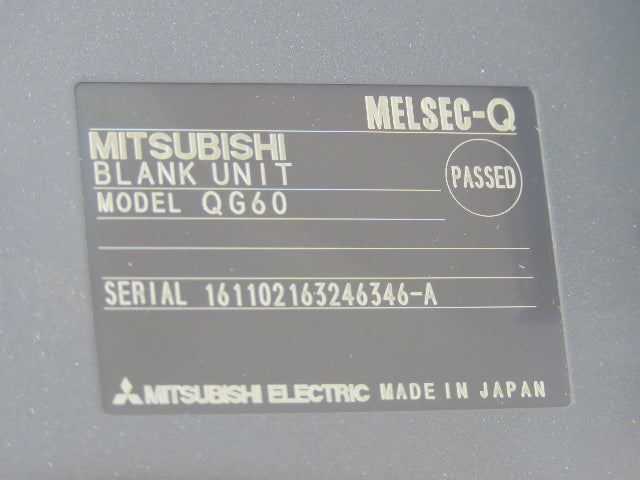 MELSEC-Q
MITSUBISHI
BLANK UNIT
PASSED
MODEL QG60
SERIAL 161102163246346-A
MITSUBISHI ELECTRIC MADE IN JAPAN